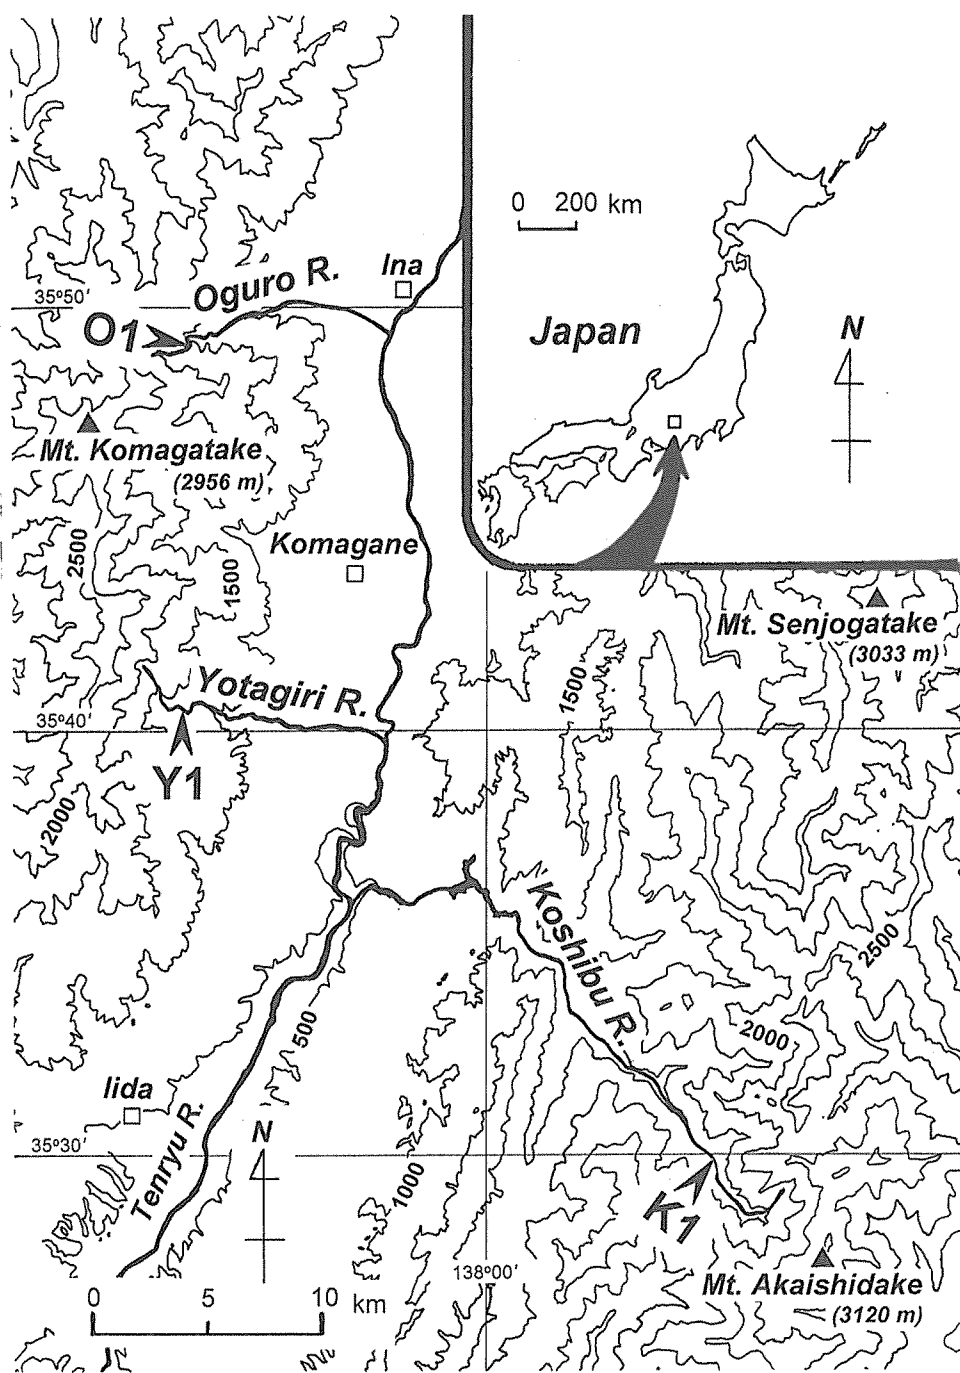 0 200 km
Ina
Oguro R.
35°50'
O1
Japan
N
Mt. Komagatake
(2956 m)
Komagane
2500
1500
Mt. Senjogatake
(3033 m)
1500
Yotagiri R.
35°40'
Y1
2000
Koshibu R.
2500
500
2000
Iida
N
35°30'
Tenryu R.
1000
K1
138°00'
Mt. Akaishidake
(3120 m)
0 5 10 km